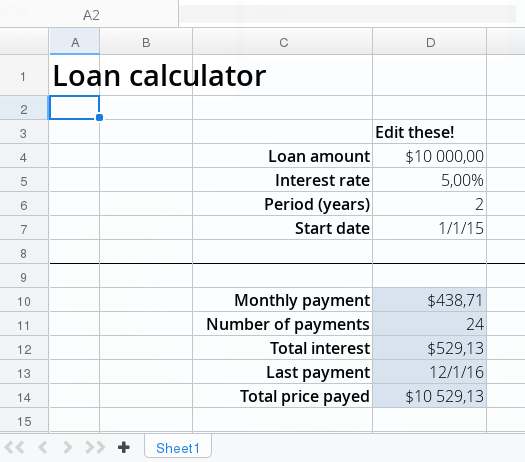 A2
A B C D
1 Loan calculator
2
3 Edit these!
4 Loan amount $10 000,00
5 Interest rate 5,00%
6 Period (years) 2
7 Start date 1/1/15
8
9
10 Monthly payment $438,71
11 Number of payments 24
12 Total interest $529,13
13 Last payment 12/1/16
14 Total price payed $10 529,13
15
Sheet1